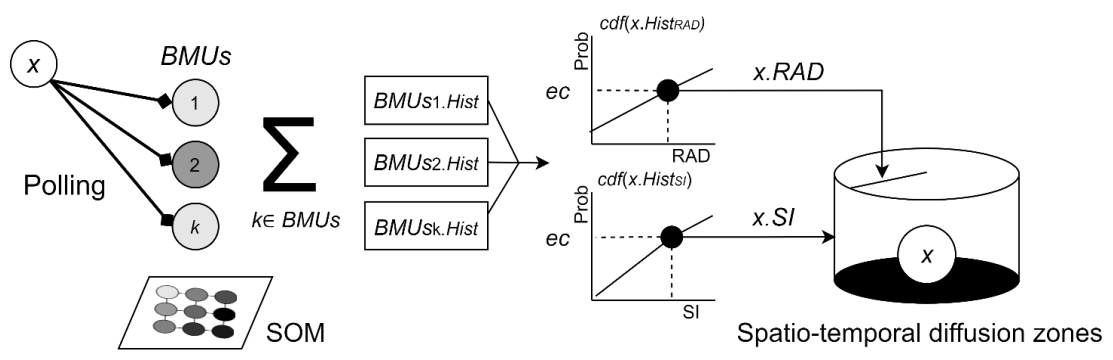 x
BMUs
1
2
k
Polling
SOM
∑
k∈ BMUs
BMUs1.Hist
BMUs2.Hist
BMUsk.Hist
cdf(x.HistRAD)
Prob
ec
RAD
x.RAD
cdf(x.HistSI)
Prob
ec
SI
x.SI
x
Spatio-temporal diffusion zones